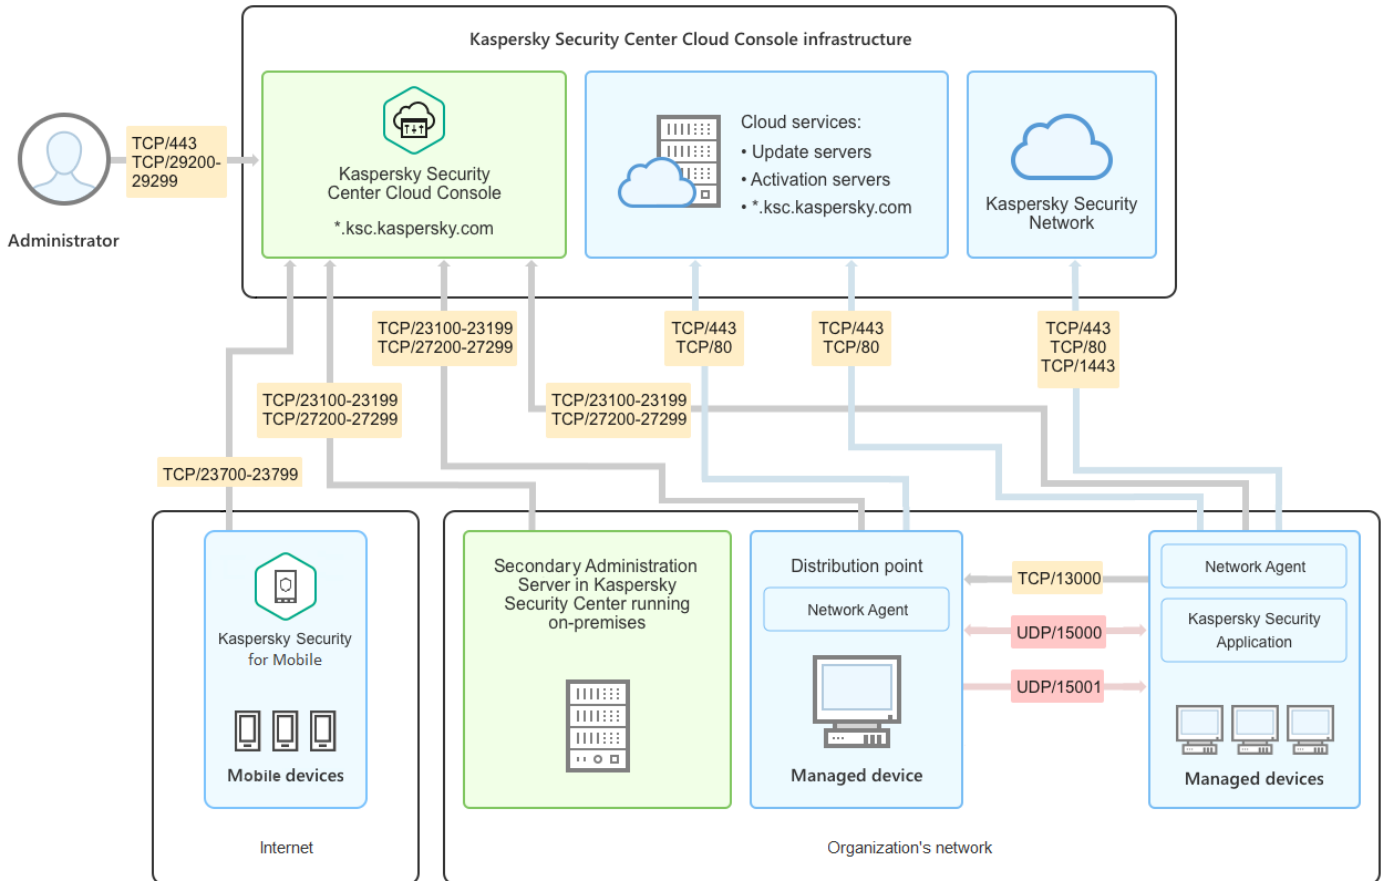 Kaspersky Security Center Cloud Console infrastructure
TCP/443
TCP/29200-
29299
Administrator
Kaspersky Security
Center Cloud Console
*.ksc.kaspersky.com
Cloud services:
• Update servers
• Activation servers
• *.ksc.kaspersky.com
Kaspersky Security
Network
TCP/23100-23199
TCP/27200-27299
TCP/443
TCP/80
TCP/443
TCP/80
TCP/443
TCP/80
TCP/1443
TCP/23100-23199
TCP/27200-27299
TCP/23100-23199
TCP/27200-27299
TCP/23700-23799
Kaspersky Security
for Mobile
Mobile devices
Internet
Secondary Administration
Server in Kaspersky
Security Center running
on-premises
Distribution point
Network Agent
Managed device
TCP/13000
UDP/15000
UDP/15001
Network Agent
Kaspersky Security
Application
Managed devices
Organization's network